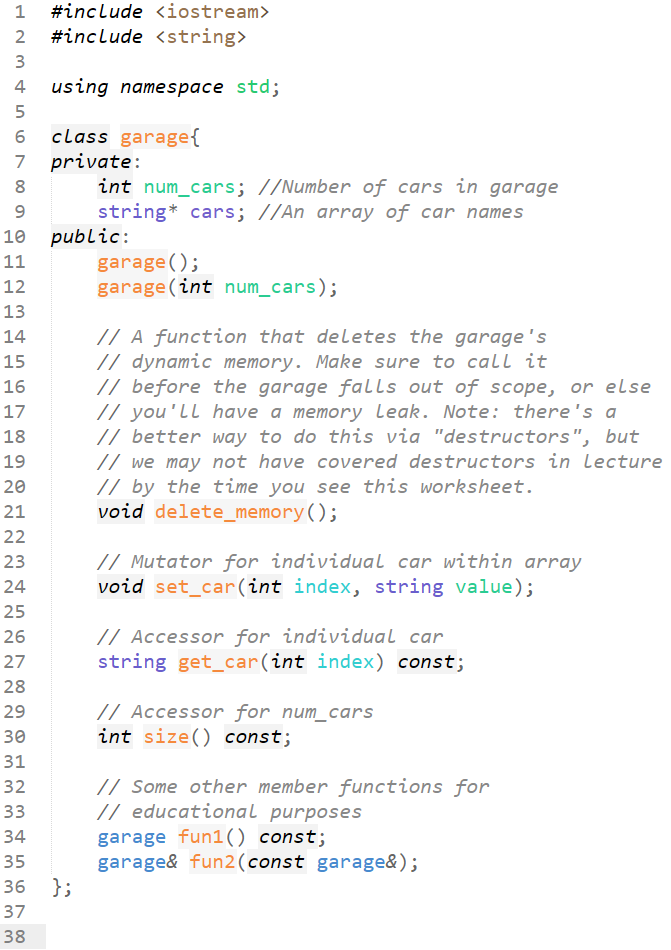 1 #include <iostream>
2 #include <string>
3
4 using namespace std;
5
6 class garage{
7 private:
8     int num_cars; //Number of cars in garage
9     string* cars; //An array of car names
10 public:
11     garage();
12     garage(int num_cars);
13
14     // A function that deletes the garage's
15     // dynamic memory. Make sure to call it
16     // before the garage falls out of scope, or else
17     // you'll have a memory leak. Note: there's a
18     // better way to do this via "destructors", but
19     // we may not have covered destructors in lecture
20     // by the time you see this worksheet.
21     void delete_memory();
22
23     // Mutator for individual car within array
24     void set_car(int index, string value);
25
26     // Accessor for individual car
27     string get_car(int index) const;
28
29     // Accessor for num_cars
30     int size() const;
31
32     // Some other member functions for
33     // educational purposes
34     garage fun1() const;
35     garage& fun2(const garage&);
36 };
37
38